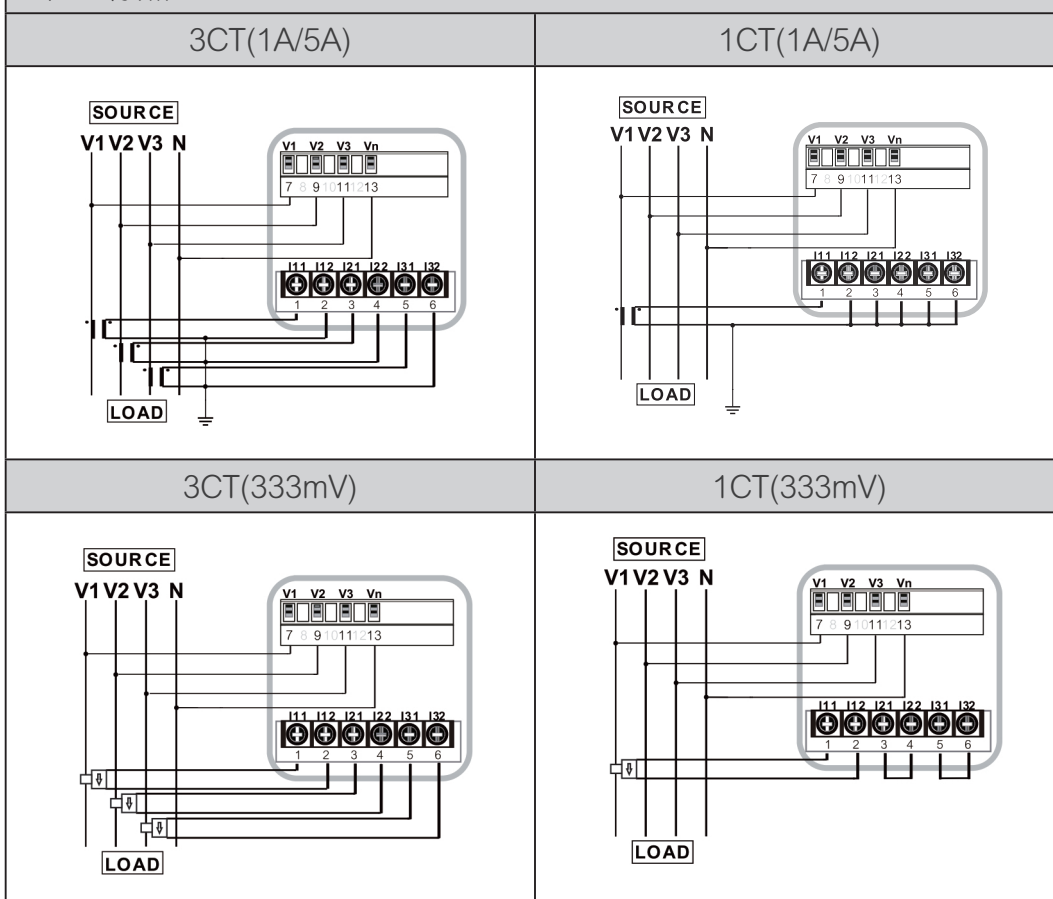 3CT(1A/5A)
1CT(1A/5A)
SOURCE
V1 V2 V3 N
V1 V2 V3 Vn
7 8 9 10 11 12 13
I11 I12 I21 I22 I31 I32
1 2 3 4 5 6
LOAD
SOURCE
V1 V2 V3 N
V1 V2 V3 Vn
7 8 9 10 11 12 13
I11 I12 I21 I22 I31 I32
1 2 3 4 5 6
LOAD
3CT(333mV)
1CT(333mV)
SOURCE
V1 V2 V3 N
V1 V2 V3 Vn
7 8 9 10 11 12 13
I11 I12 I21 I22 I31 I32
1 2 3 4 5 6
LOAD
SOURCE
V1 V2 V3 N
V1 V2 V3 Vn
7 8 9 10 11 12 13
I11 I12 I21 I22 I31 I32
1 2 3 4 5 6
LOAD